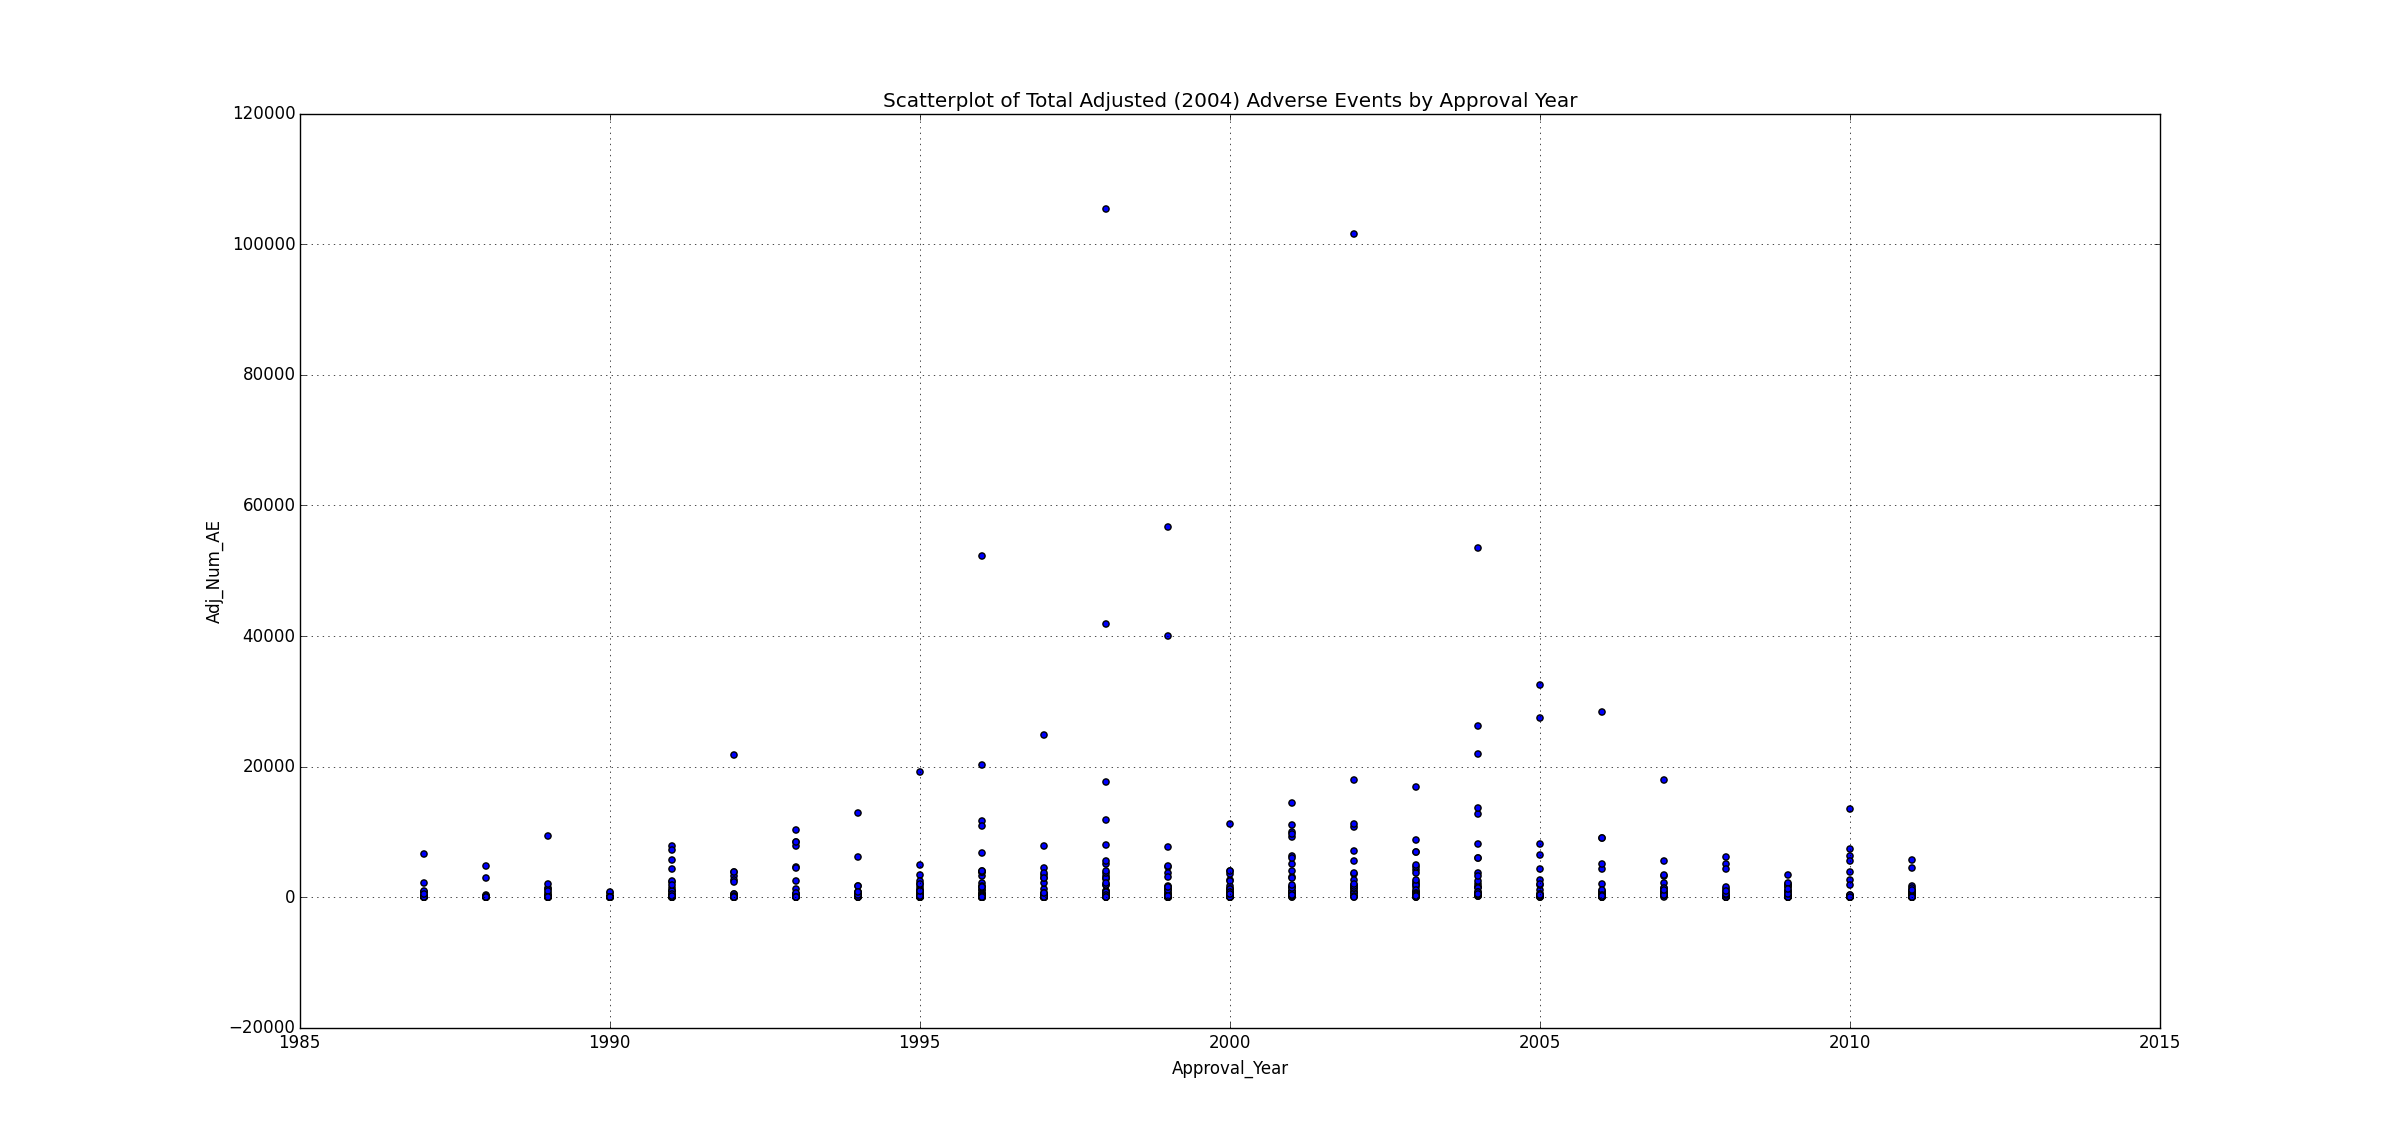 Scatterplot of Total Adjusted (2004) Adverse Events by Approval Year
120000
100000
80000
60000
40000
20000
0
−20000
Adj_Num_AE
1985 1990 1995 2000 2005 2010 2015
Approval_Year